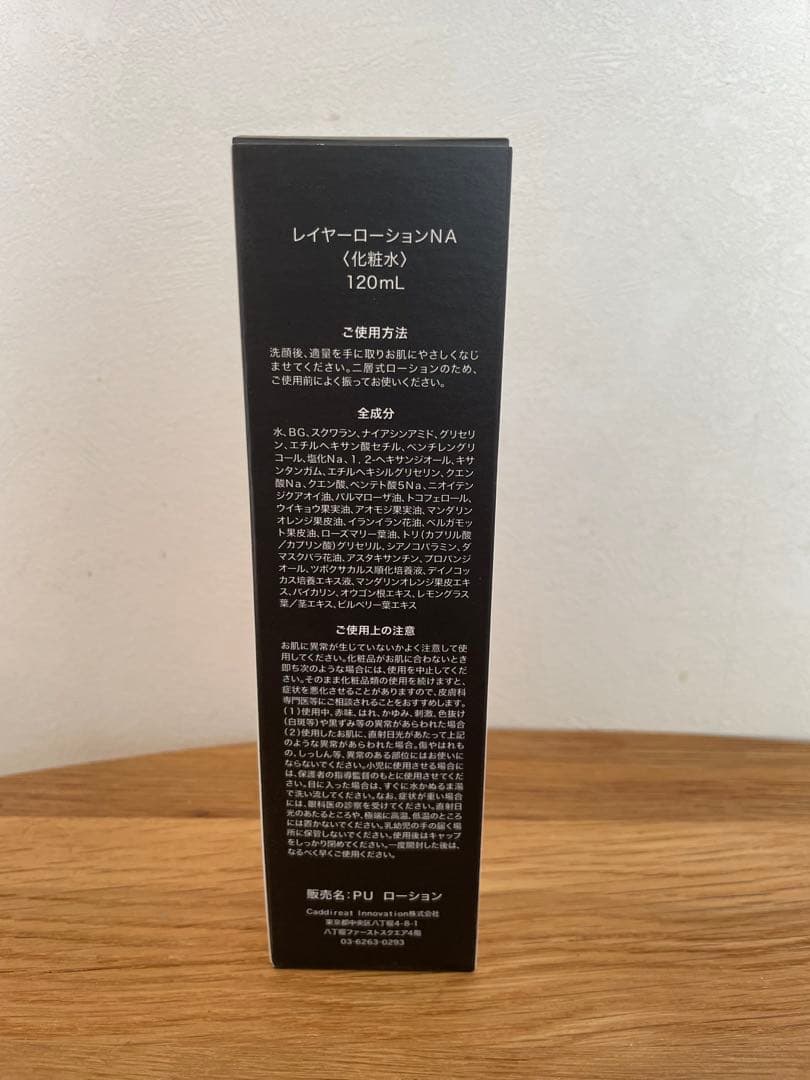 レイヤーローションNA
〈化粧水〉
120mL
ご使用方法
洗顔後、適量を手に取りお肌にやさしくなじ
ませてください。二層式ローションのため、
ご使用前によく振ってお使いください。
全成分
水、BG、スクワラン、ナイアシンアミド、グリセリ
ン、エチルヘキサン酸セチル、ペンチレングリ
コール、塩化Na、1,2-ヘキサンジオール、キサ
ンタンガム、エチルヘキシルグリセリン、クエン
酸Na、クエン酸、ペンテト酸5Na、ニオイテン
ジクアオイ油、パルマローザ油、トコフェロール、
ウイキョウ果実油、アオモジ果実油、マンダリン
オレンジ果皮油、イランイラン花油、ベルガモッ
ト果皮油、ローズマリー葉油、トリ(カプリル酸
/カプリン酸)グリセリル、シアノコバラミン、ダ
マスクバラ花油、アスタキサンチン、プロパンジ
オール、ツボクサカルス順化培養液、デイノコッ
カス培養エキス液、マンダリンオレンジ果皮エキ
ス、バイカリン、オウゴン根エキス、レモングラス
葉/茎エキス、ビルベリー葉エキス
ご使用上の注意
お肌に異常が生じていないかよく注意して使
用してください。化粧品がお肌に合わないとき
即ち次のような場合には、使用を中止してくださ
い。そのまま化粧品類の使用を続けますと、
症状を悪化させることがありますので、皮膚科
専門医等にご相談されることをおすすめします。
(1)使用中、赤味、はれ、かゆみ、刺激、色抜け
(白斑等)や黒ずみ等の異常があらわれた場合
(2)使用したお肌に、直射日光があたって上記
のような異常があらわれた場合。傷やはれも
の、しっしん等、異常のある部位にはお使いに
ならないでください。小児に使用させる場合に
は、保護者の指導監督のもとに使用させてくだ
さい。目に入った場合は、すぐに水かぬるま湯
で洗い流してください。なお、症状が重い場合
には、眼科医の診察を受けてください。直射日
光のあたるところや、極端に高温、低温のところ
には置かないでください。乳幼児の手の届く場
所に保管しないでください。使用後はキャップ
をしっかり閉めてください。一度開封した後は、
なるべく早くご使用ください。
販売名:PU ローション
Caddireat Innovation株式会社
東京都中央区八丁堀4-8-1
八丁堀ファーストスクエア4階
03-6263-0293